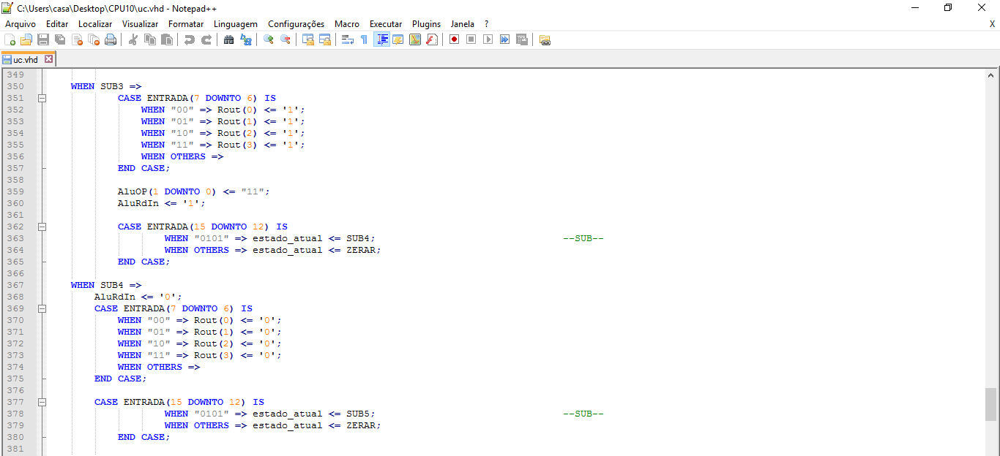 C:\Users\casa\Desktop\CPU10\uc.vhd - Notepad++
Arquivo Editar Localizar Visualizar Formatar Linguagem Configurações Macro Executar Plugins Janela ? X
uc.vhd
349
350 WHEN SUB3 =>
351 CASE ENTRADA(7 DOWNTO 6) IS
352 WHEN "00" => Rout(0) <= '1';
353 WHEN "01" => Rout(1) <= '1';
354 WHEN "10" => Rout(2) <= '1';
355 WHEN "11" => Rout(3) <= '1';
356 WHEN OTHERS =>
357 END CASE;
358
359 AluOP(1 DOWNTO 0) <= "11";
360 AluRdIn <= '1';
361
362 CASE ENTRADA(15 DOWNTO 12) IS
363 WHEN "0101" => estado_atual <= SUB4; --SUB--
364 WHEN OTHERS => estado_atual <= ZERAR;
365 END CASE;
366
367 WHEN SUB4 =>
368 AluRdIn <= '0';
369 CASE ENTRADA(7 DOWNTO 6) IS
370 WHEN "00" => Rout(0) <= '0';
371 WHEN "01" => Rout(1) <= '0';
372 WHEN "10" => Rout(2) <= '0';
373 WHEN "11" => Rout(3) <= '0';
374 WHEN OTHERS =>
375 END CASE;
376
377 CASE ENTRADA(15 DOWNTO 12) IS
378 WHEN "0101" => estado_atual <= SUB5; --SUB--
379 WHEN OTHERS => estado_atual <= ZERAR;
380 END CASE;
381